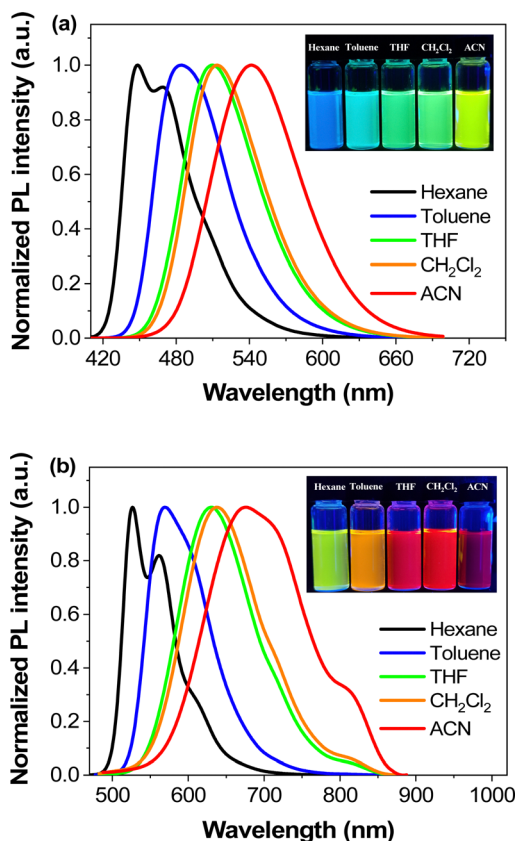 (a)
Hexane Toluene THF CH₂Cl₂ ACN
Normalized PL intensity (a.u.)
1.0
0.8
0.6
0.4
0.2
0.0
Hexane
Toluene
THF
CH₂Cl₂
ACN
420 480 540 600 660 720
Wavelength (nm)
(b)
Hexane Toluene THF CH₂Cl₂ ACN
Normalized PL intensity (a.u.)
1.0
0.8
0.6
0.4
0.2
0.0
Hexane
Toluene
THF
CH₂Cl₂
ACN
500 600 700 800 900 1000
Wavelength (nm)